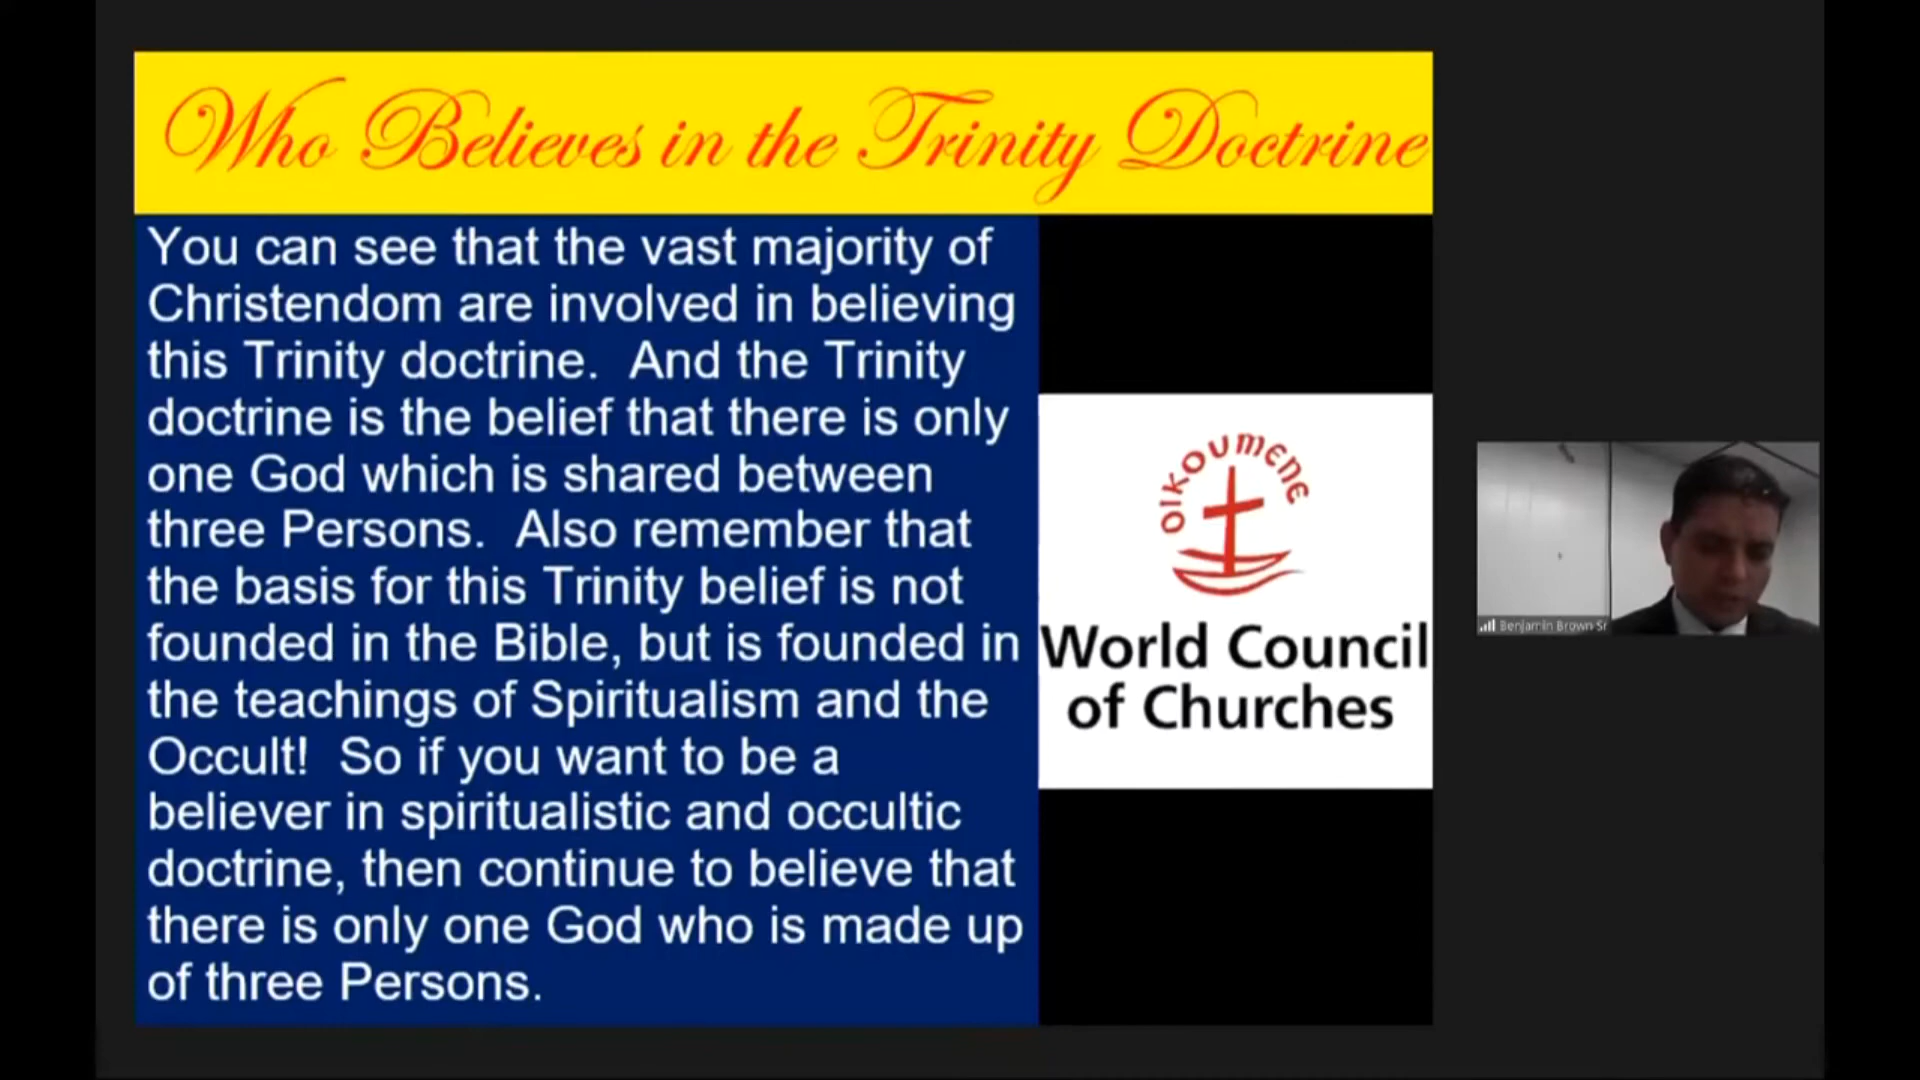 Who Believes in the Trinity Doctrine
You can see that the vast majority of
Christendom are involved in believing
this Trinity doctrine.  And the Trinity
doctrine is the belief that there is only
one God which is shared between
three Persons.  Also remember that
the basis for this Trinity belief is not
founded in the Bible, but is founded in
the teachings of Spiritualism and the
Occult!  So if you want to be a
believer in spiritualistic and occultic
doctrine, then continue to believe that
there is only one God who is made up
of three Persons.
OIKOUMENE
World Council
of Churches
Benjamin Brown Sr